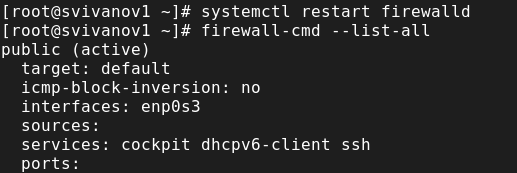 [root@svivanov1 ~]# systemctl restart firewalld
[root@svivanov1 ~]# firewall-cmd --list-all
public (active)
  target: default
  icmp-block-inversion: no
  interfaces: enp0s3
  sources:
  services: cockpit dhcpv6-client ssh
  ports: